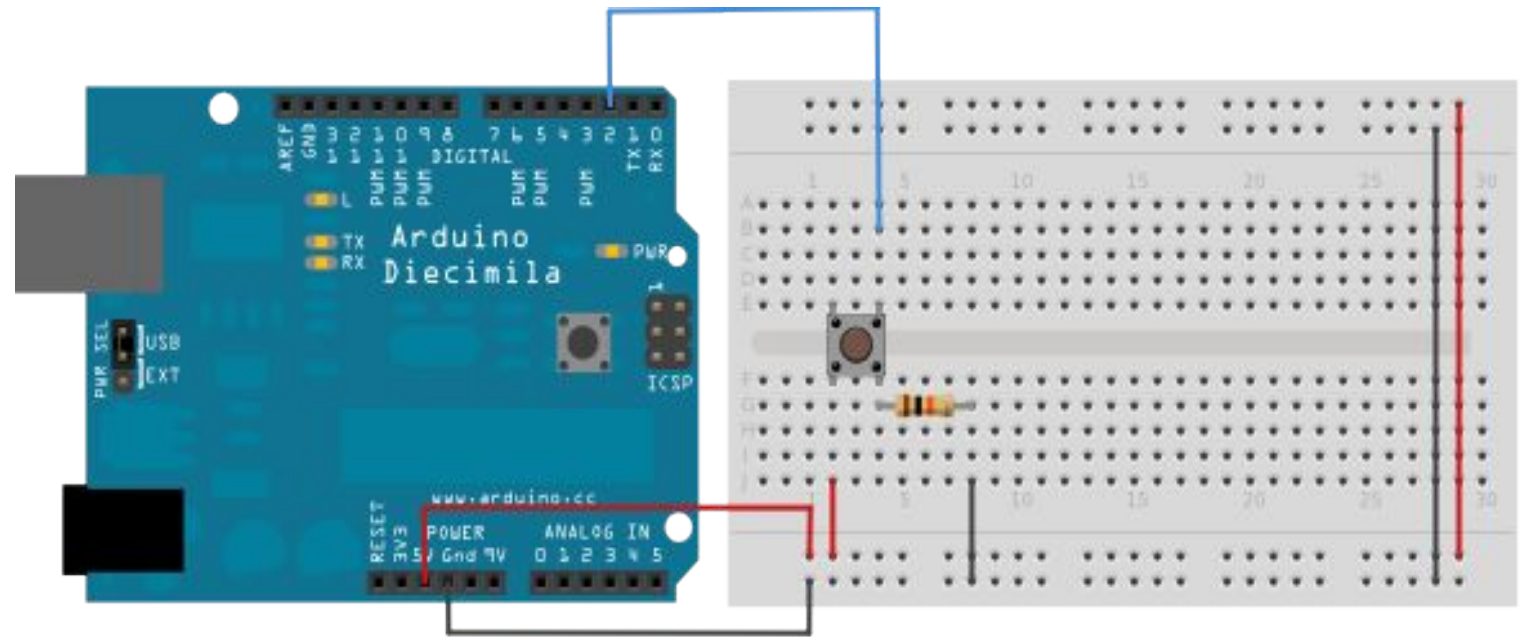 AREF
GND
13
12
11
10
9
8
7
6
5
4
3
2
TX 1
RX 0
DIGITAL
PWM
PWM
PWM
PWM
PWM
PWM
L
TX
RX
Arduino
Diecimila
PWR
1
ICSP
PWR SEL
USB
EXT
www.arduino.cc
POWER
ANALOG IN
RESET
3V3
5V Gnd 9V
0 1 2 3 4 5
1 5 10 15 20 25 30
A
B
C
D
E
F
G
H
I
J
1 5 10 15 20 25 30